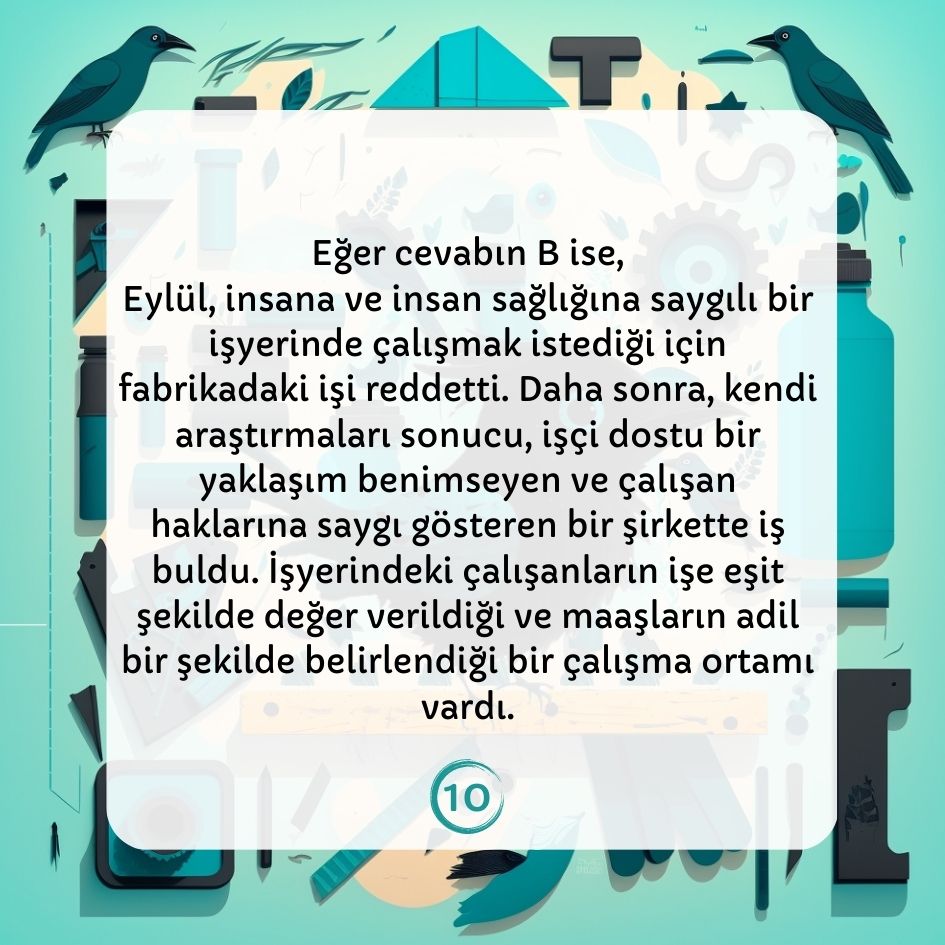 Eğer cevabın B ise,
Eylül, insana ve insan sağlığına saygılı bir
işyerinde çalışmak istediği için
fabrikadaki işi reddetti. Daha sonra, kendi
araştırmaları sonucu, işçi dostu bir
yaklaşım benimseyen ve çalışan
haklarına saygı gösteren bir şirkette iş
buldu. İşyerindeki çalışanların işe eşit
şekilde değer verildiği ve maaşların adil
bir şekilde belirlendiği bir çalışma ortamı
vardı.
10